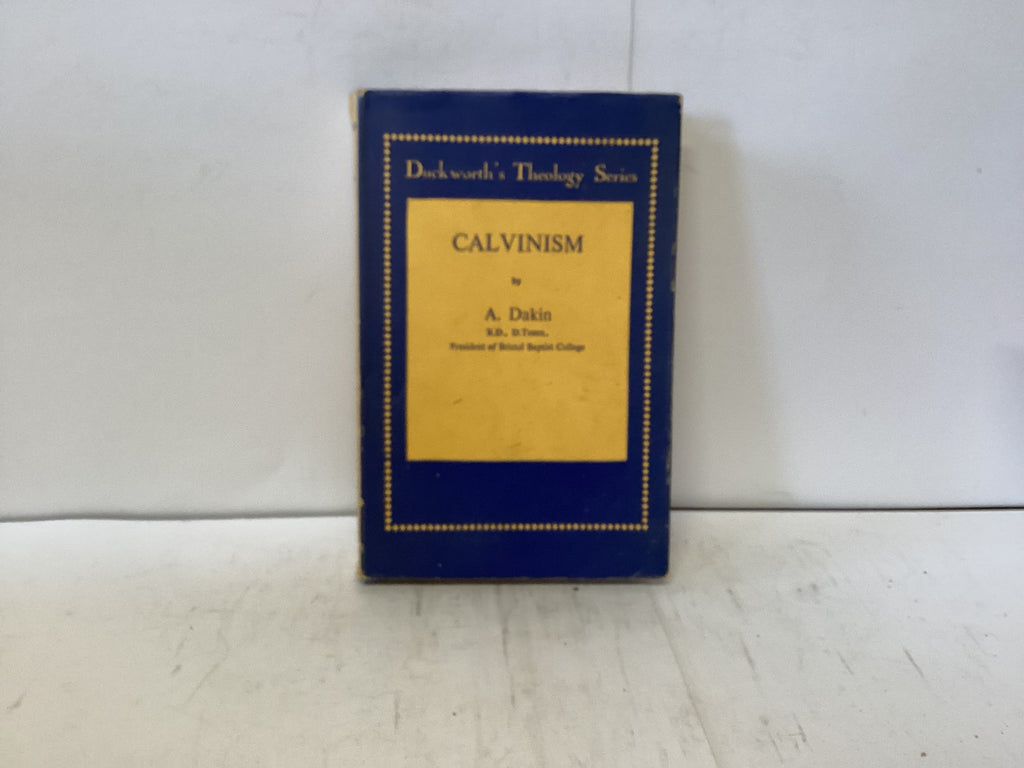 Duckworth's Theology Series
CALVINISM
by
A. Dakin
B.D., D.Theol.,
President of Bristol Baptist College